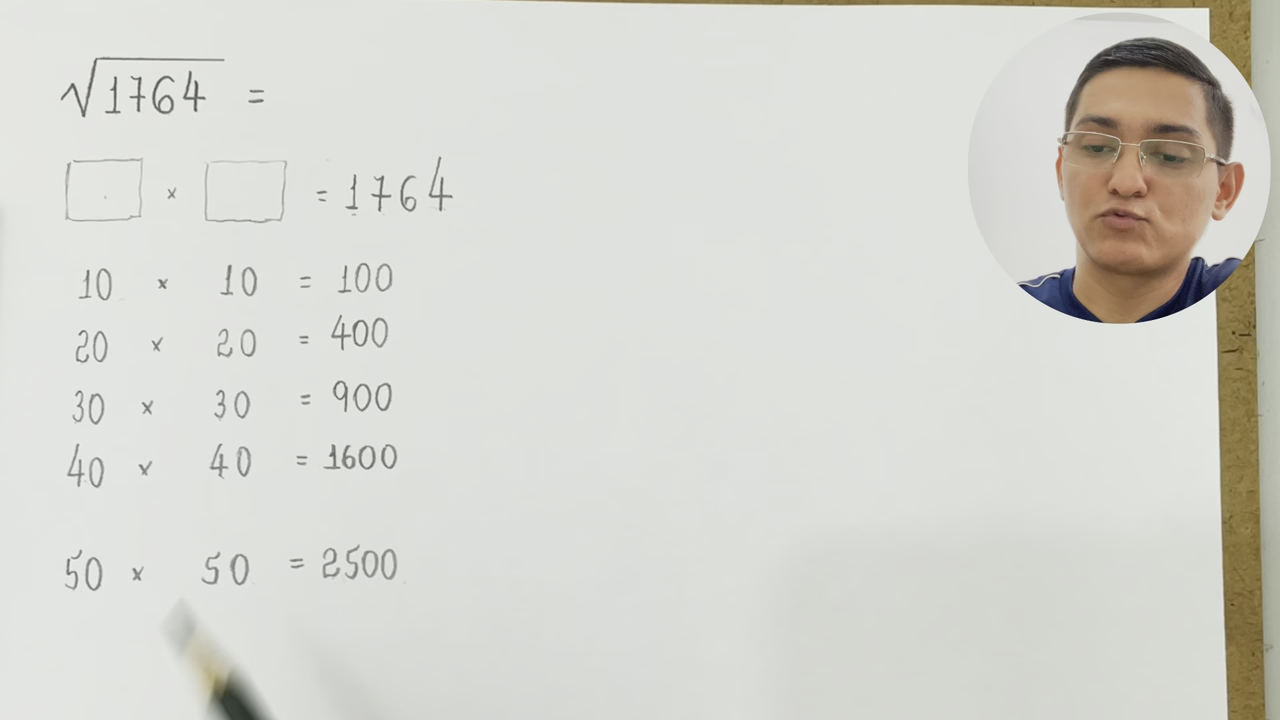 √1764 =
□ × □ = 1764
10 × 10 = 100
20 × 20 = 400
30 × 30 = 900
40 × 40 = 1600
50 × 50 = 2500